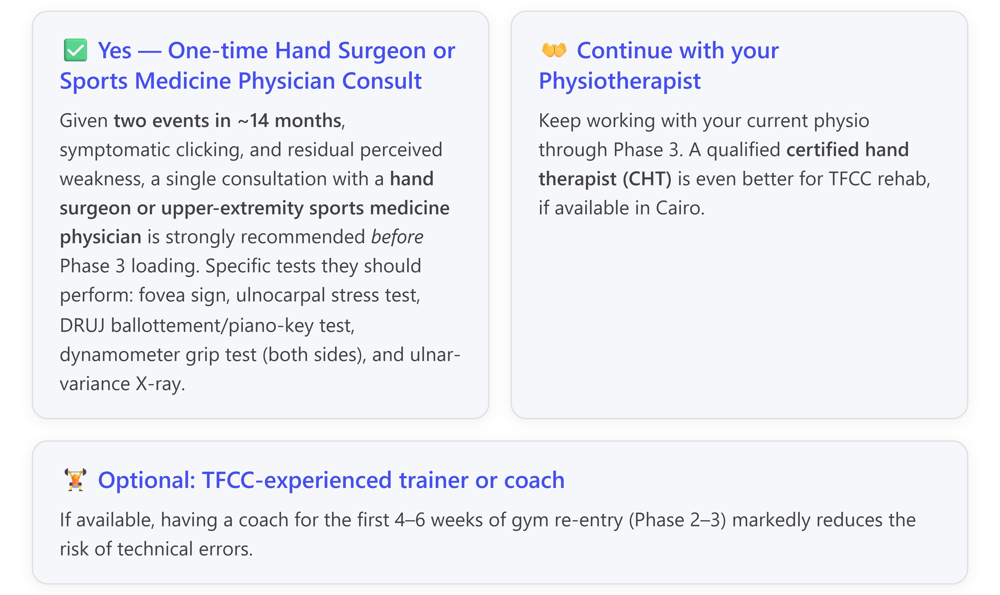 ✅ Yes — One-time Hand Surgeon or
Sports Medicine Physician Consult
Given two events in ~14 months,
symptomatic clicking, and residual perceived
weakness, a single consultation with a hand
surgeon or upper-extremity sports medicine
physician is strongly recommended before
Phase 3 loading. Specific tests they should
perform: fovea sign, ulnocarpal stress test,
DRUJ ballottement/piano-key test,
dynamometer grip test (both sides), and ulnar-
variance X-ray.
👐 Continue with your
Physiotherapist
Keep working with your current physio
through Phase 3. A qualified certified hand
therapist (CHT) is even better for TFCC rehab,
if available in Cairo.
🏋️ Optional: TFCC-experienced trainer or coach
If available, having a coach for the first 4–6 weeks of gym re-entry (Phase 2–3) markedly reduces the
risk of technical errors.